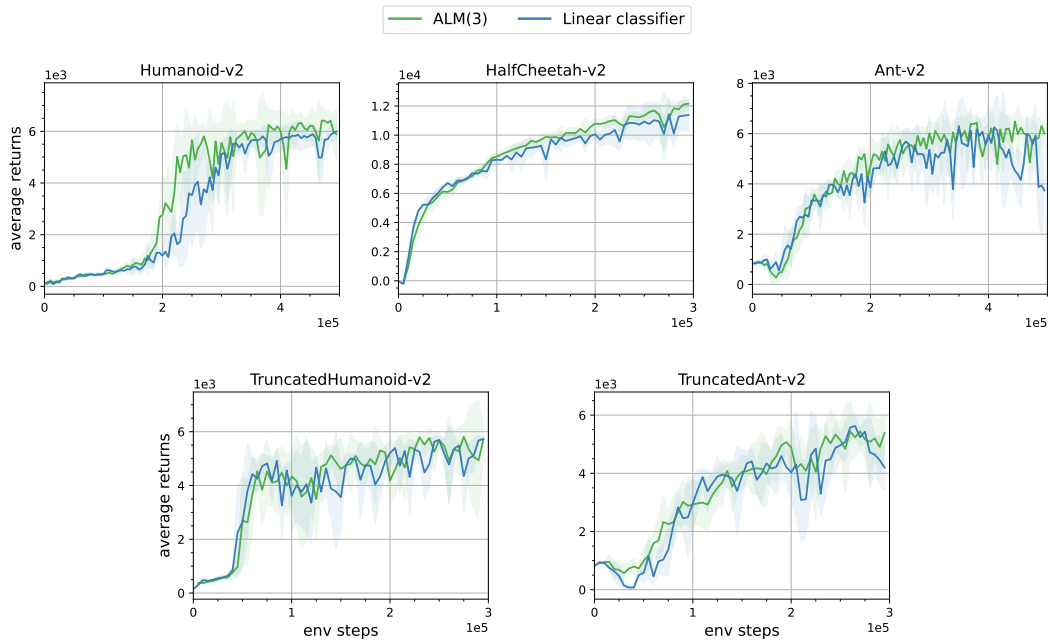 ALM(3) Linear classifier
Humanoid-v2 HalfCheetah-v2 Ant-v2
1e3 1e4 1e3
average returns
6
4
2
0
0 2 4
1e5
1.2
1.0
0.8
0.6
0.4
0.2
0.0
0 1 2 3
1e5
8
6
4
2
0
0 2 4
1e5
TruncatedHumanoid-v2 TruncatedAnt-v2
1e3 1e3
average returns
6
4
2
0
0 1 2 3
env steps 1e5
6
4
2
0
0 1 2 3
env steps 1e5